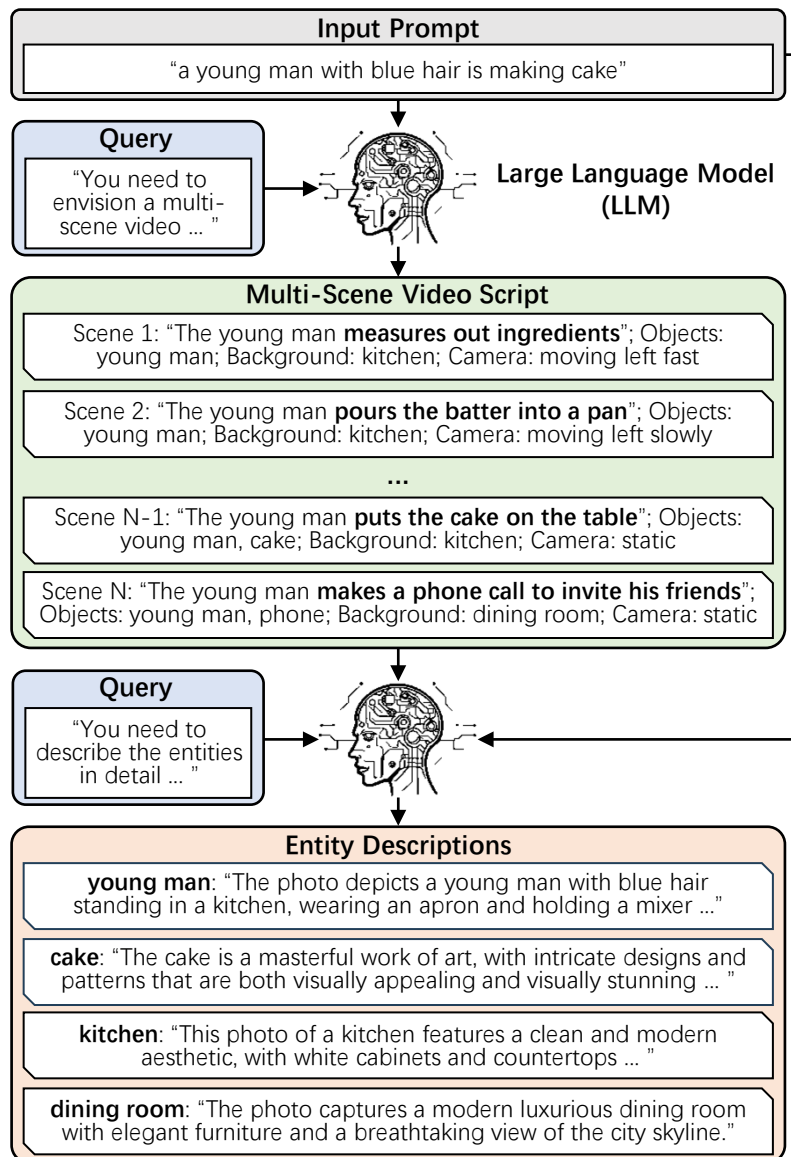 Input Prompt
“a young man with blue hair is making cake”
Query
“You need to
envision a multi-
scene video ... ”
Large Language Model
(LLM)
Multi-Scene Video Script
Scene 1: “The young man measures out ingredients”; Objects:
young man; Background: kitchen; Camera: moving left fast
Scene 2: “The young man pours the batter into a pan”; Objects:
young man; Background: kitchen; Camera: moving left slowly
...
Scene N-1: “The young man puts the cake on the table”; Objects:
young man, cake; Background: kitchen; Camera: static
Scene N: “The young man makes a phone call to invite his friends”;
Objects: young man, phone; Background: dining room; Camera: static
Query
“You need to
describe the entities
in detail ... ”
Entity Descriptions
young man: “The photo depicts a young man with blue hair
standing in a kitchen, wearing an apron and holding a mixer ...”
cake: “The cake is a masterful work of art, with intricate designs and
patterns that are both visually appealing and visually stunning ... ”
kitchen: “This photo of a kitchen features a clean and modern
aesthetic, with white cabinets and countertops ... ”
dining room: “The photo captures a modern luxurious dining room
with elegant furniture and a breathtaking view of the city skyline.”